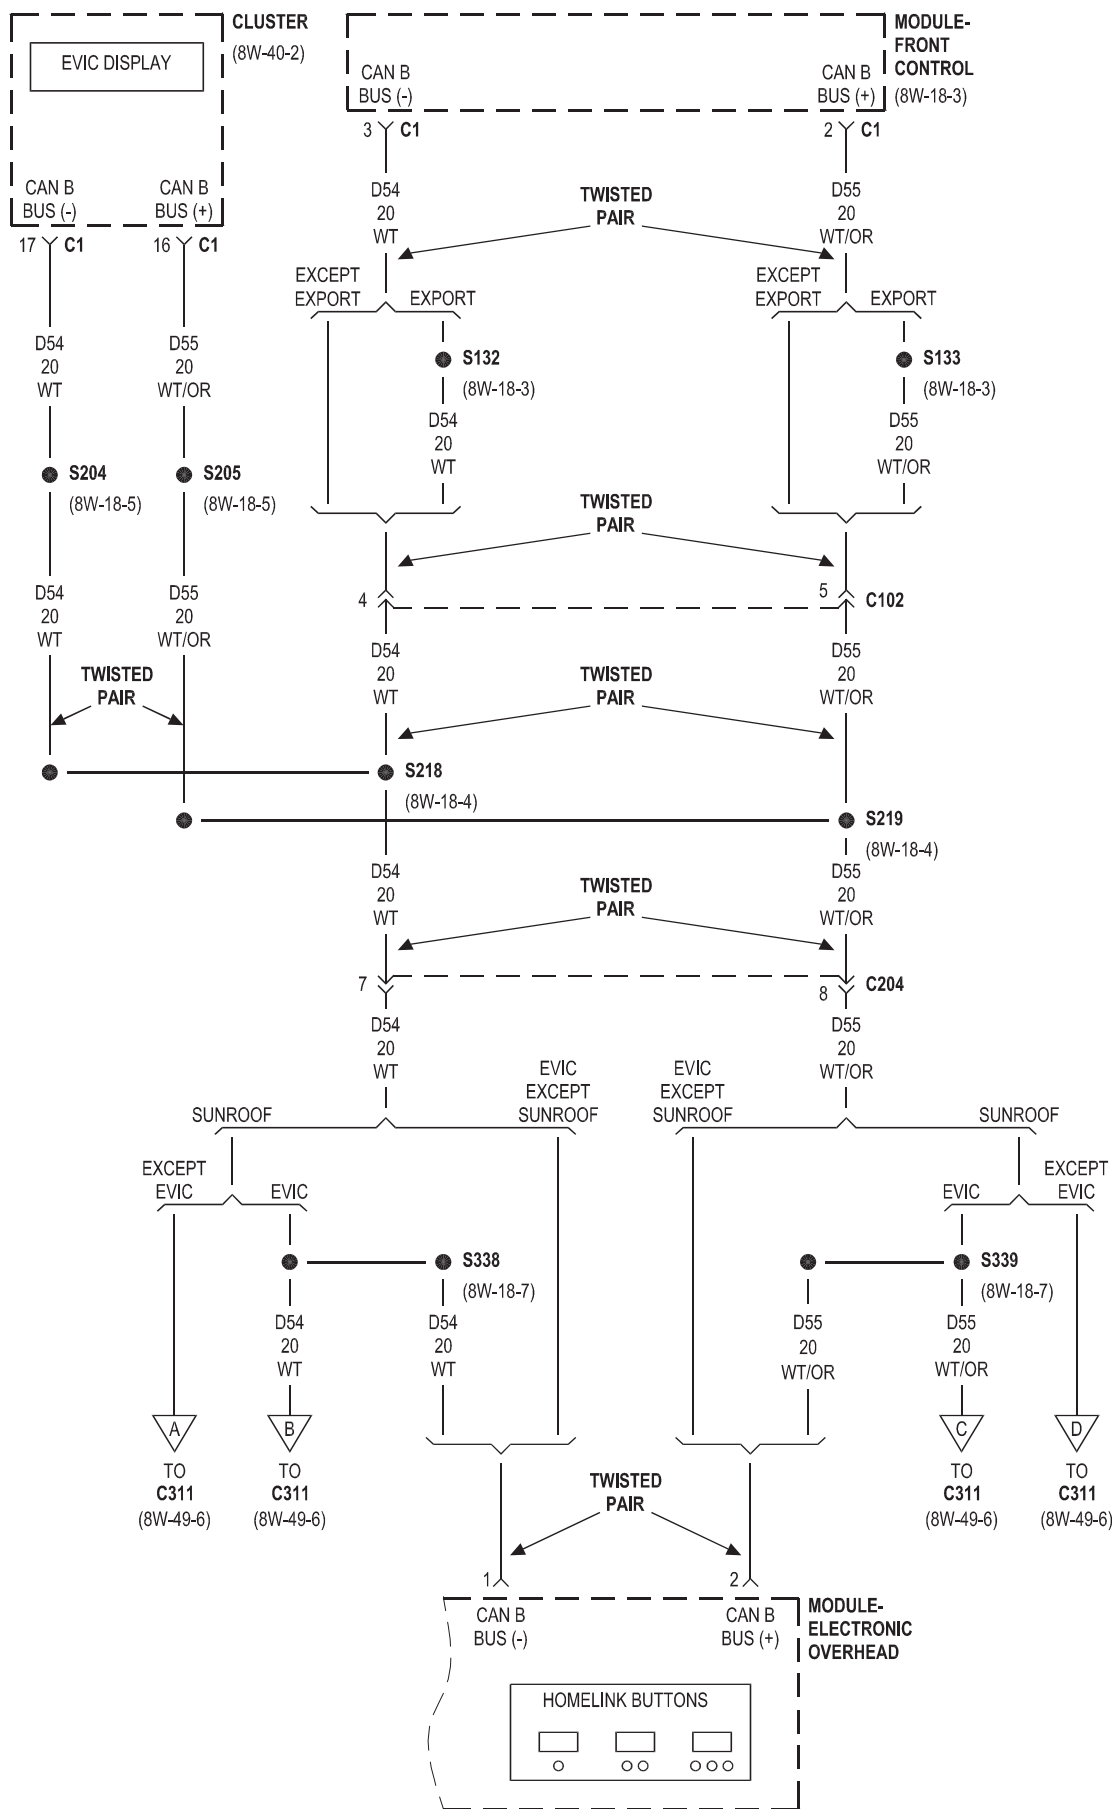 CLUSTER
(8W-40-2)
EVIC DISPLAY
CAN B
BUS (-)
CAN B
BUS (+)
17
C1
16
C1
MODULE-
FRONT
CONTROL
(8W-18-3)
CAN B
BUS (-)
CAN B
BUS (+)
3
C1
2
C1
D54
20
WT
TWISTED
PAIR
D55
20
WT/OR
EXCEPT
EXPORT
EXPORT
EXCEPT
EXPORT
EXPORT
D54
20
WT
D55
20
WT/OR
S132
(8W-18-3)
S133
(8W-18-3)
D54
20
WT
D55
20
WT/OR
S204
(8W-18-5)
S205
(8W-18-5)
TWISTED
PAIR
D54
20
WT
D55
20
WT/OR
4
5
C102
TWISTED
PAIR
D54
20
WT
TWISTED
PAIR
D55
20
WT/OR
S218
(8W-18-4)
S219
(8W-18-4)
D54
20
WT
TWISTED
PAIR
D55
20
WT/OR
7
8
C204
D54
20
WT
D55
20
WT/OR
SUNROOF
EVIC
EXCEPT
SUNROOF
EVIC
EXCEPT
SUNROOF
SUNROOF
EXCEPT
EVIC
EVIC
EVIC
EXCEPT
EVIC
S338
(8W-18-7)
S339
(8W-18-7)
D54
20
WT
D54
20
WT
D55
20
WT/OR
D55
20
WT/OR
A
TO
C311
(8W-49-6)
B
TO
C311
(8W-49-6)
C
TO
C311
(8W-49-6)
D
TO
C311
(8W-49-6)
TWISTED
PAIR
1
2
CAN B
BUS (-)
CAN B
BUS (+)
MODULE-
ELECTRONIC
OVERHEAD
HOMELINK BUTTONS